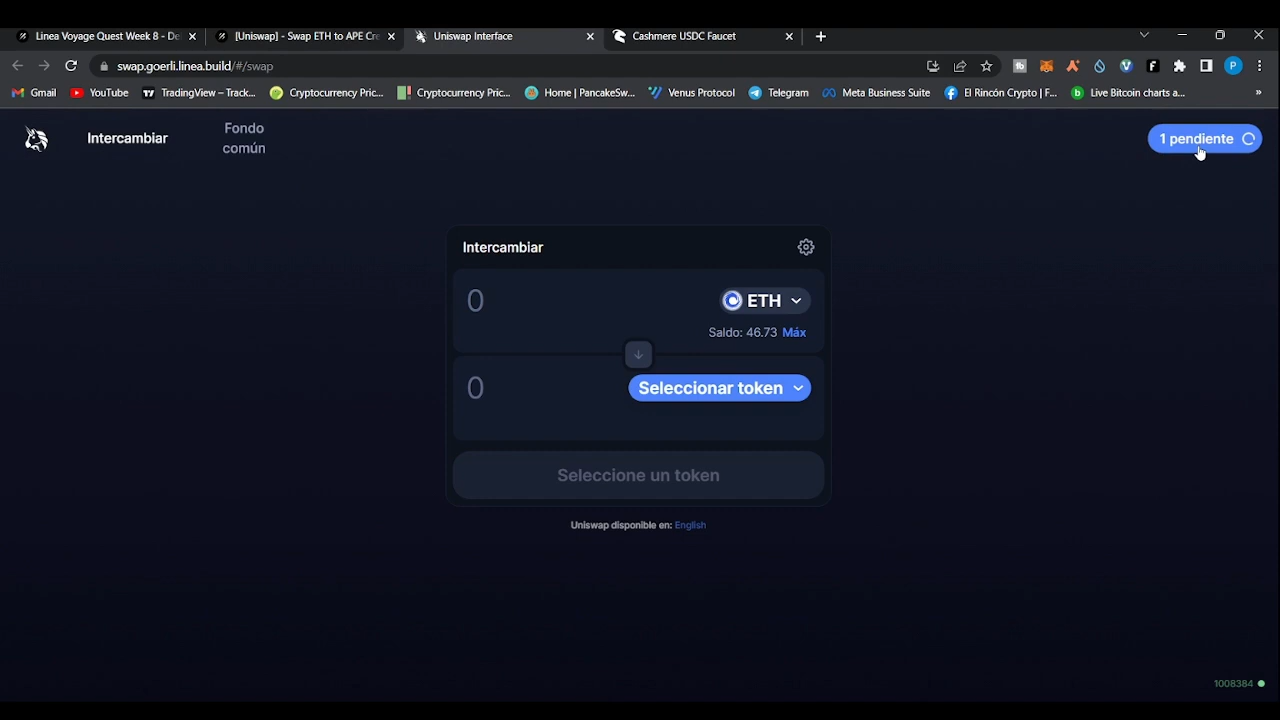 Linea Voyage Quest Week 8 - De
[Uniswap] - Swap ETH to APE Cre
Uniswap Interface
Cashmere USDC Faucet
swap.goerli.linea.build/#/swap
Gmail
YouTube
TradingView – Track...
Cryptocurrency Pric...
Cryptocurrency Pric...
Home | PancakeSw...
Venus Protocol
Telegram
Meta Business Suite
El Rincón Crypto | F...
Live Bitcoin charts a...
»
Intercambiar
Fondo
común
1 pendiente
Intercambiar
0
ETH
Saldo: 46.73 Máx
0
Seleccionar token
Seleccione un token
Uniswap disponible en: English
1008384